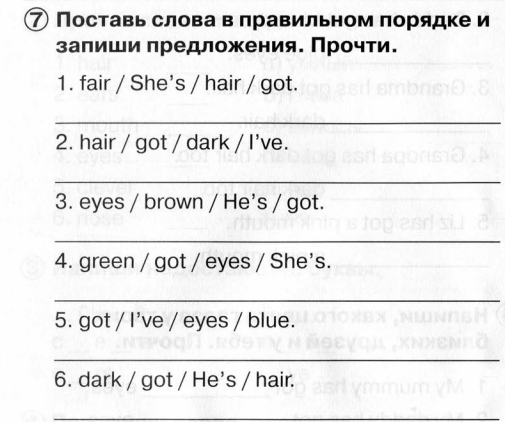 7 Поставь слова в правильном порядке и
запиши предложения. Прочти.
1. fair / She's / hair / got.
2. hair / got / dark / I've.
3. eyes / brown / He's / got.
4. green / got / eyes / She's.
5. got / I've / eyes / blue.
6. dark / got / He's / hair.